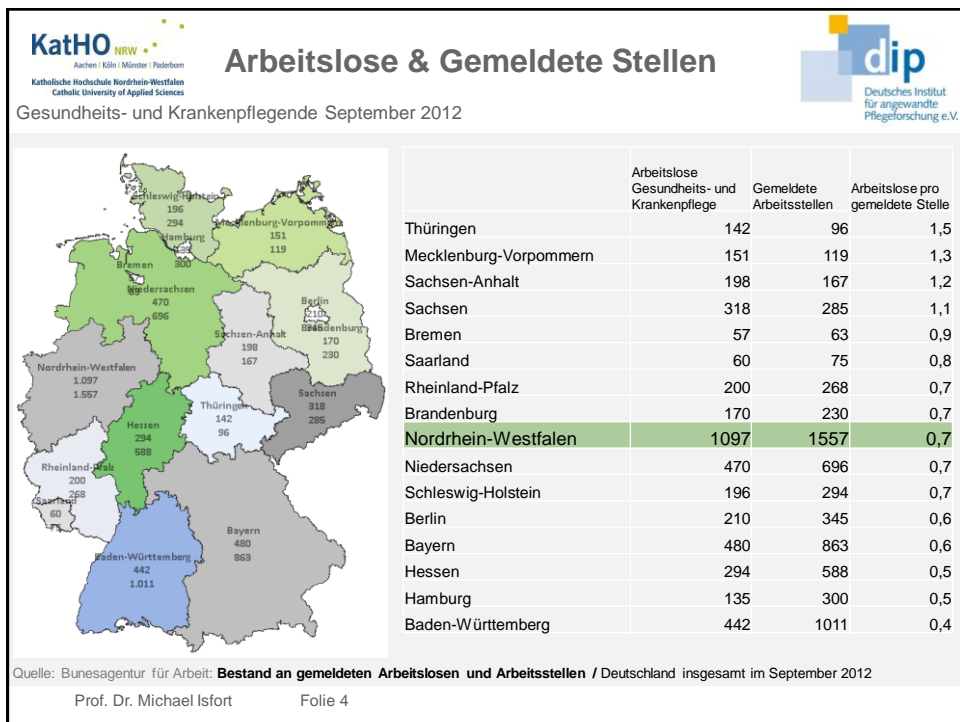 KatHO NRW
Aachen | Köln | Münster | Paderborn
Katholische Hochschule Nordrhein-Westfalen
Catholic University of Applied Sciences
Arbeitslose & Gemeldete Stellen
dip
Deutsches Institut
für angewandte
Pflegeforschung e.V.
Gesundheits- und Krankenpflegende September 2012
Schleswig-Holstein
196
294
Mecklenburg-Vorpommern
151
119
Hamburg
135
300
Bremen
57
Niedersachsen
470
696
Berlin
210
345
Brandenburg
170
230
Sachsen-Anhalt
198
167
Nordrhein-Westfalen
1.097
1.557
Sachsen
318
285
Thüringen
142
96
Hessen
294
588
Rheinland-Pfalz
200
268
Saarland
60
Bayern
480
863
Baden-Württemberg
442
1.011
Arbeitslose Gesundheits- und Krankenpflege Gemeldete Arbeitsstellen Arbeitslose pro gemeldete Stelle
Thüringen 142 96 1,5
Mecklenburg-Vorpommern 151 119 1,3
Sachsen-Anhalt 198 167 1,2
Sachsen 318 285 1,1
Bremen 57 63 0,9
Saarland 60 75 0,8
Rheinland-Pfalz 200 268 0,7
Brandenburg 170 230 0,7
Nordrhein-Westfalen 1097 1557 0,7
Niedersachsen 470 696 0,7
Schleswig-Holstein 196 294 0,7
Berlin 210 345 0,6
Bayern 480 863 0,6
Hessen 294 588 0,5
Hamburg 135 300 0,5
Baden-Württemberg 442 1011 0,4
Quelle: Bunesagentur für Arbeit: Bestand an gemeldeten Arbeitslosen und Arbeitsstellen / Deutschland insgesamt im September 2012
Prof. Dr. Michael Isfort Folie 4